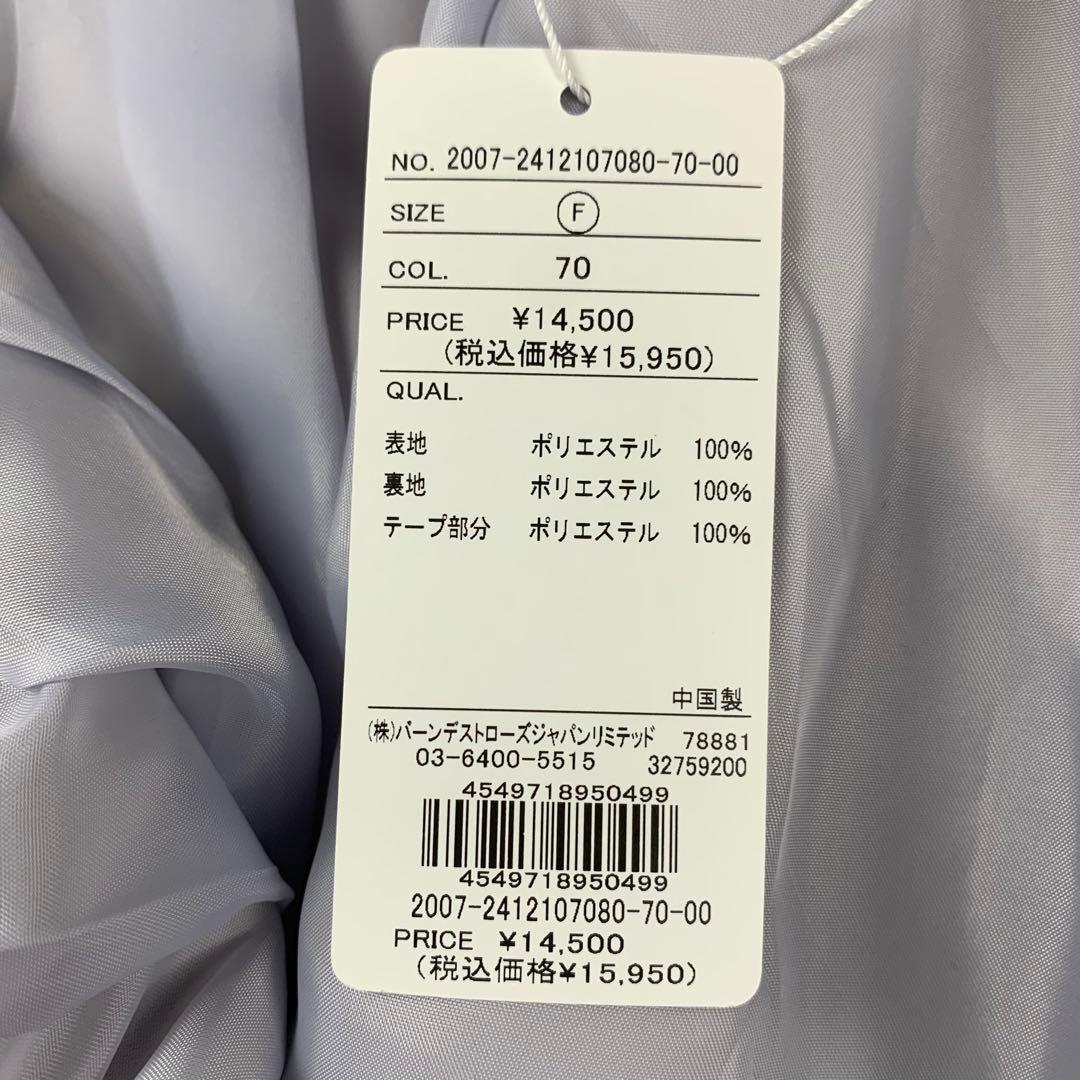 NO. 2007-2412107080-70-00
SIZE F
COL. 70
PRICE ¥14,500
(税込価格¥15,950)
QUAL.
表地 ポリエステル 100%
裏地 ポリエステル 100%
テープ部分 ポリエステル 100%
中国製
(株)バーンデストローズジャパンリミテッド 78881
03-6400-5515 32759200
4549718950499
4549718950499
2007-2412107080-70-00
PRICE ¥14,500
(税込価格¥15,950)